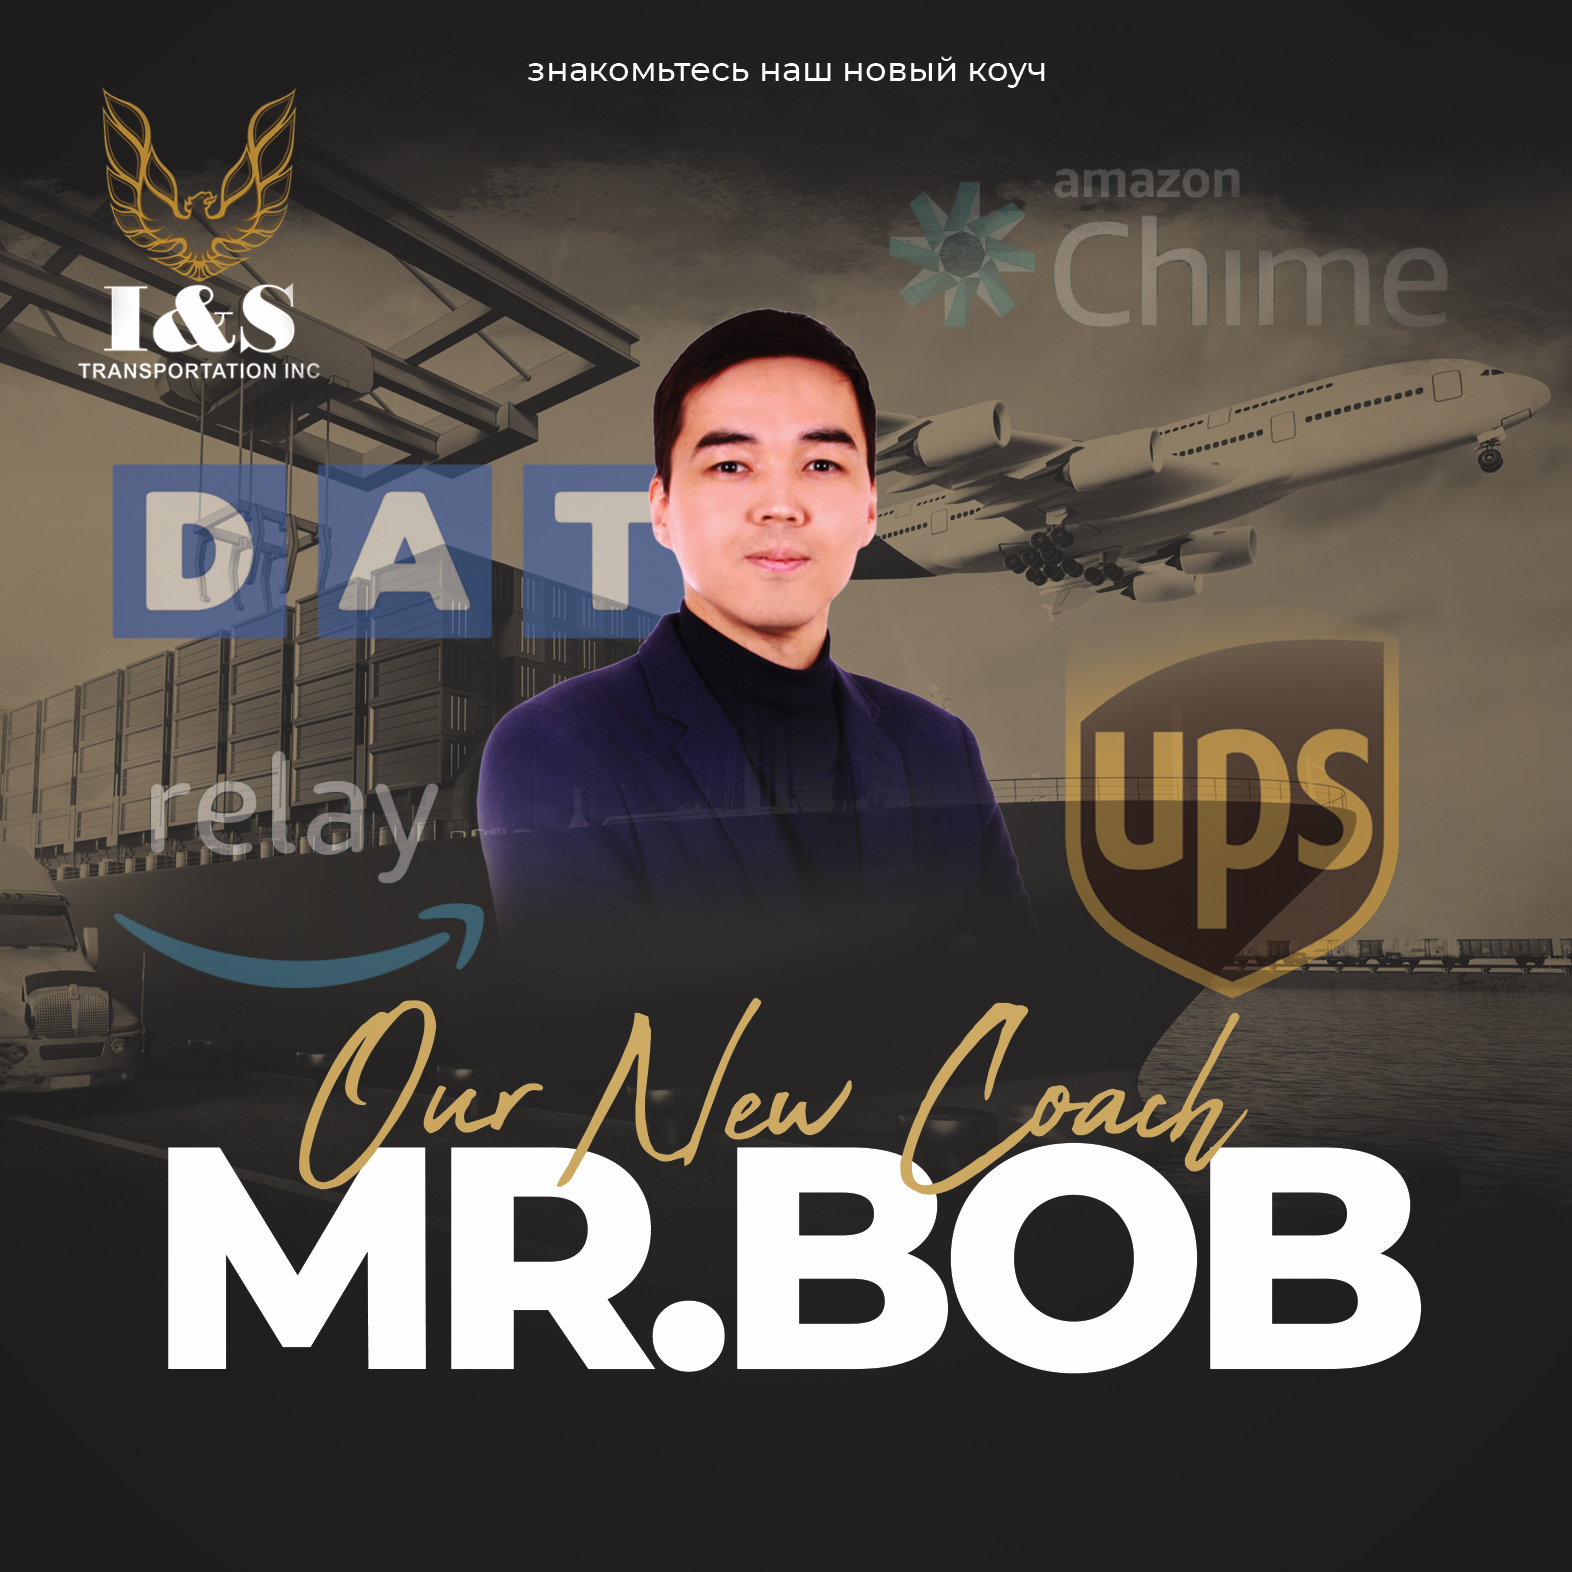 знакомьтесь наш новый коуч
I&S
TRANSPORTATION INC
amazon
Chime
DAT
relay
ups
Our New Coach
MR.BOB